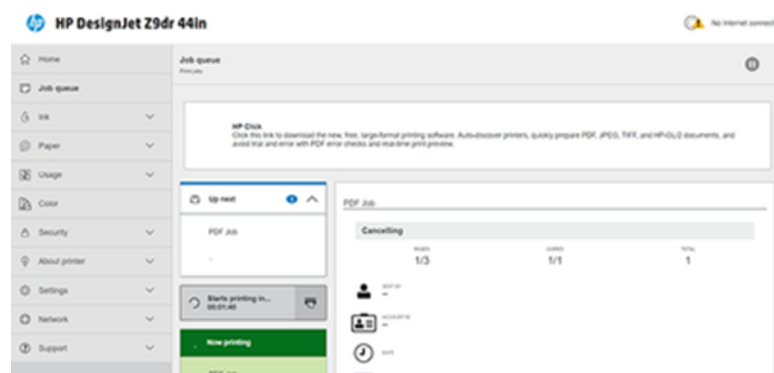 HP DesignJet Z9dr 44in
No internet connect
Home
Job queue
Ink
Paper
Usage
Color
Security
About printer
Settings
Network
Support
Job queue
Print jobs
HP Click
Click this link to download the new, free, large-format printing software. Auto-discover printers, quickly prepare PDF, JPEG, TIFF, and HP-GL/2 documents, and
avoid trial and error with PDF error checks and real-time print preview.
Up next
PDF Job
-
Starts printing in...
00:01:40
Now printing
PDF Job
PDF Job
Cancelling
PAGES COPIES TOTAL
1/3 1/1 1
SENT BY
--
ACCOUNT ID
--
DATE
--